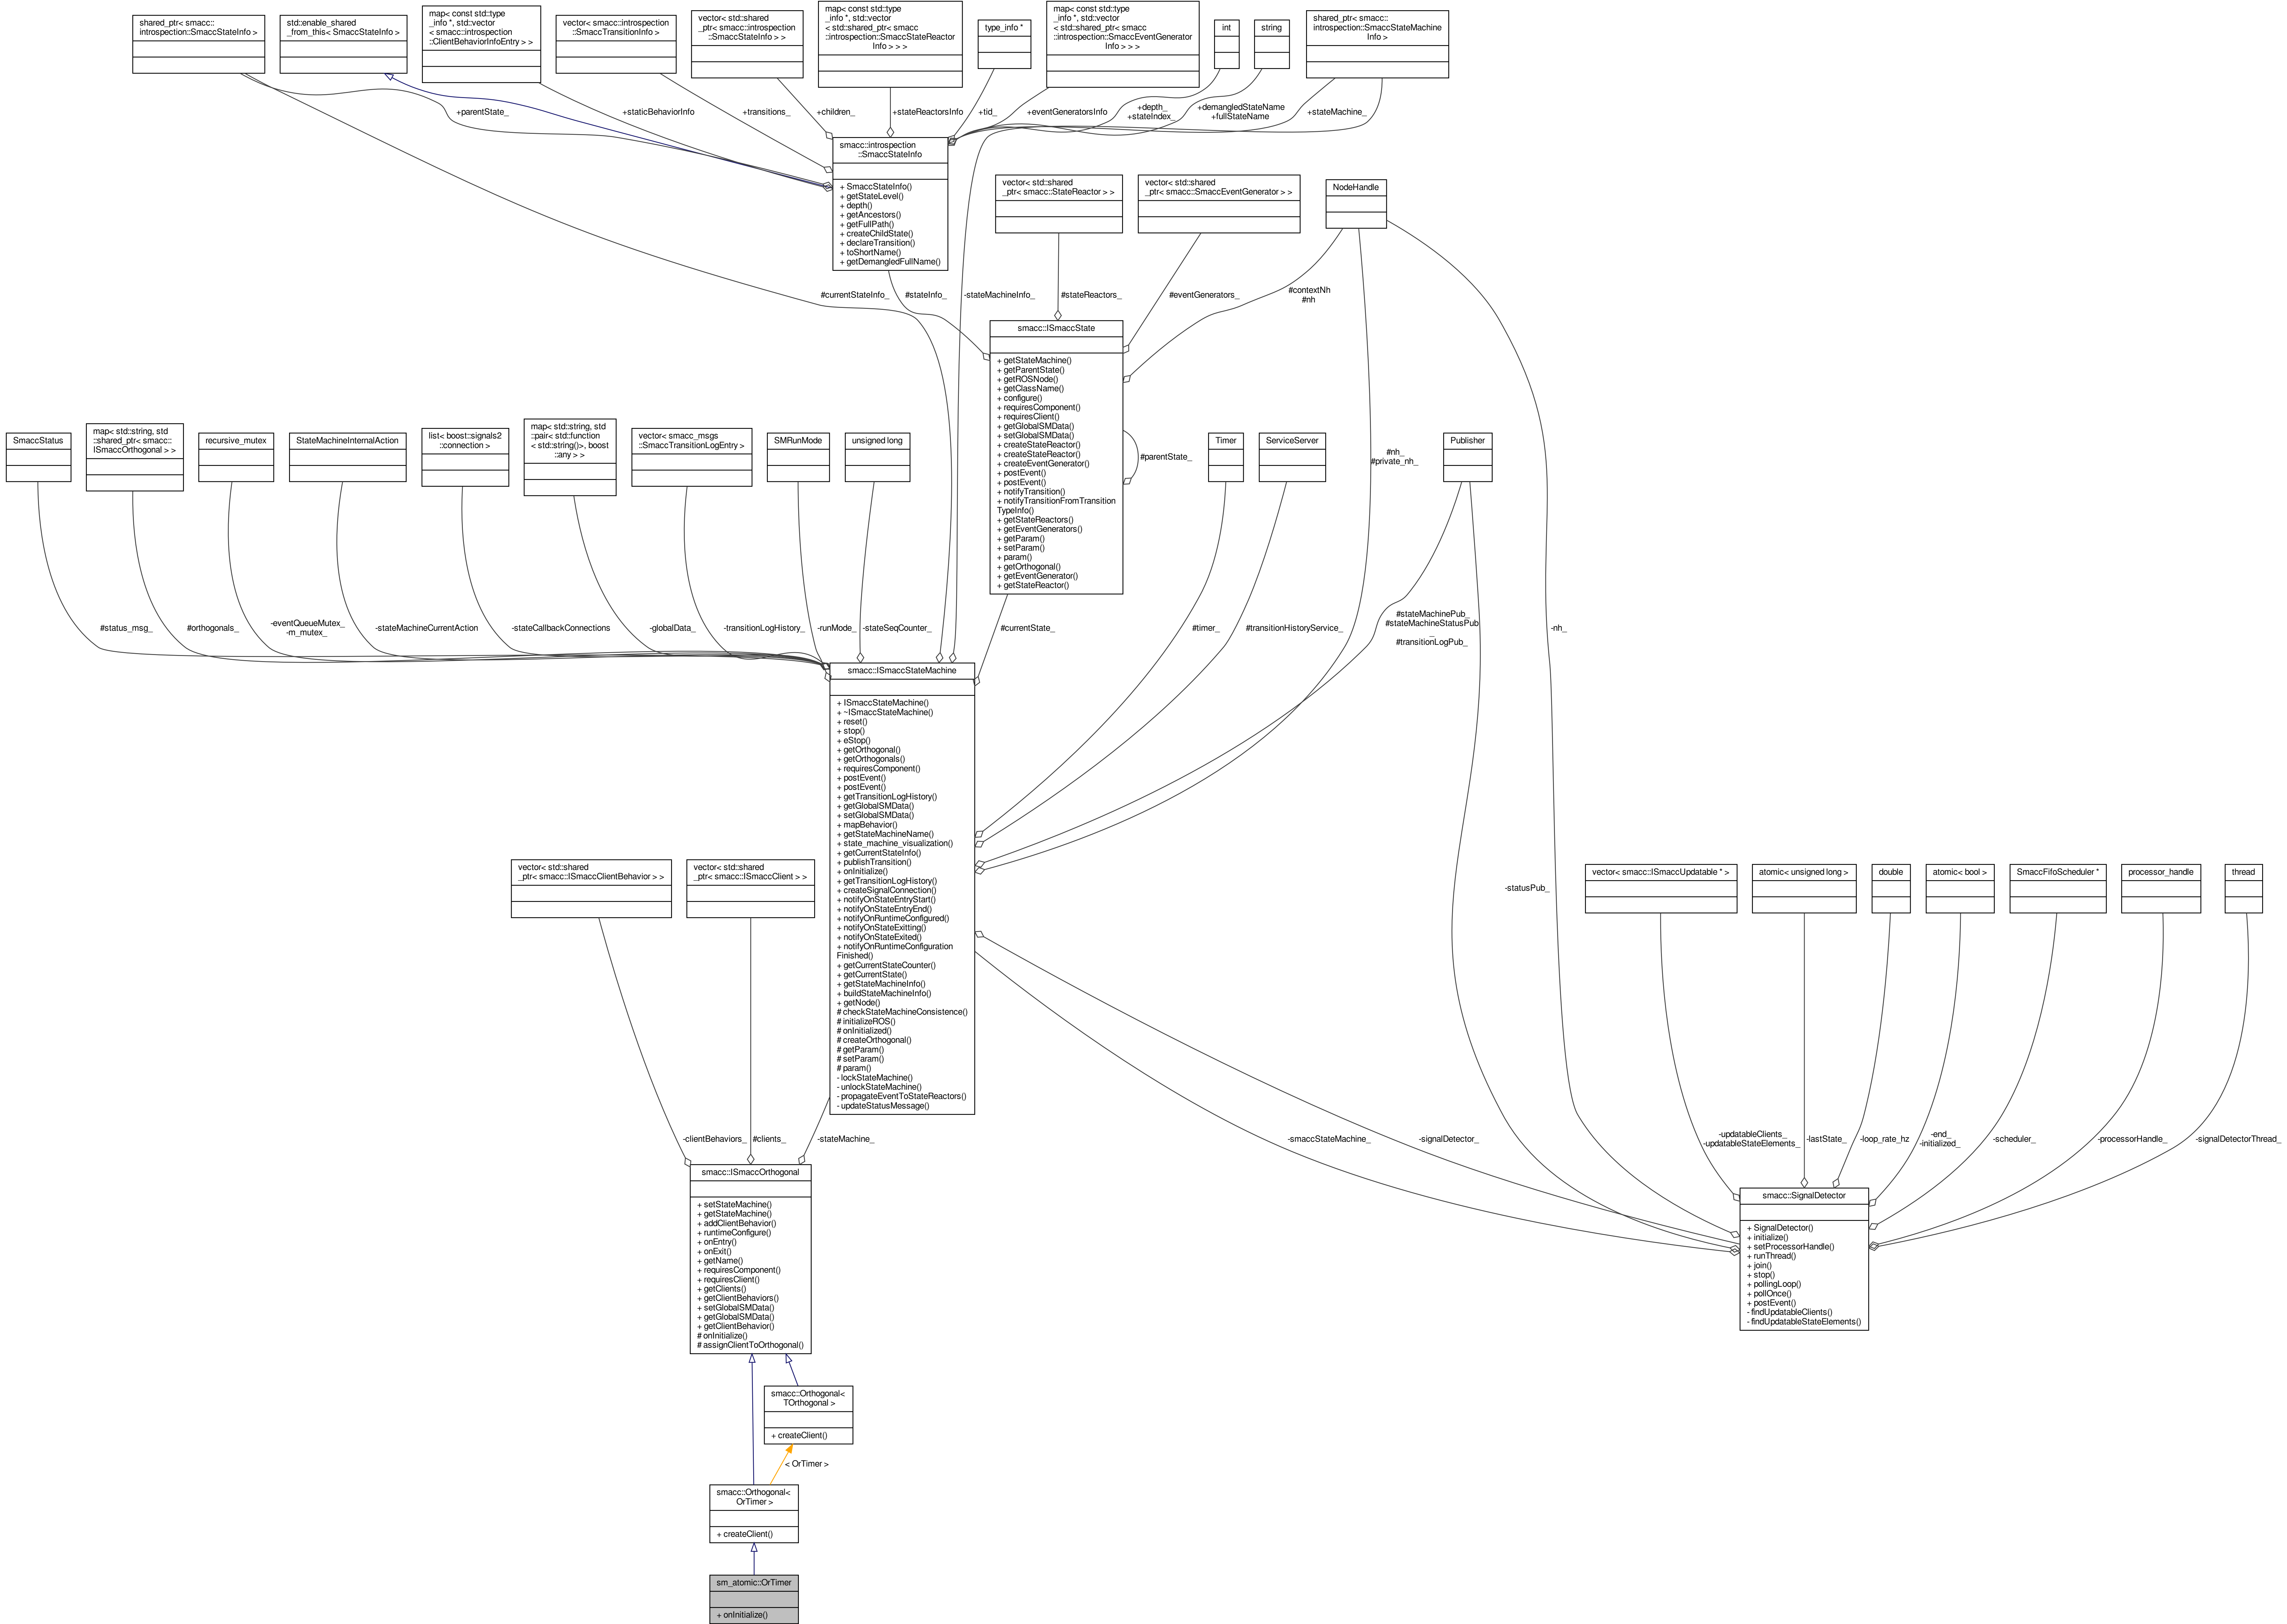 shared_ptr< smacc::
introspection::SmaccStateInfo >
std::enable_shared
_from_this< SmaccStateInfo >
map< const std::type
_info *, std::vector
< smacc::introspection
::ClientBehaviorInfoEntry > >
vector< smacc::introspection
::SmaccTransitionInfo >
vector< std::shared
_ptr< smacc::introspection
::SmaccStateInfo > >
map< const std::type
_info *, std::vector
< std::shared_ptr< smacc
::introspection::SmaccStateReactor
Info > > >
type_info *
map< const std::type
_info *, std::vector
< std::shared_ptr< smacc
::introspection::SmaccEventGenerator
Info > > >
int
string
shared_ptr< smacc::
introspection::SmaccStateMachine
Info >
+parentState_
+staticBehaviorInfo
+transitions_
+children_
+stateReactorsInfo
+tid_
+eventGeneratorsInfo
+depth_
+stateIndex_
+demangledStateName
+fullStateName
+stateMachine_
smacc::introspection
::SmaccStateInfo
+ SmaccStateInfo()
+ getStateLevel()
+ depth()
+ getAncestors()
+ getFullPath()
+ createChildState()
+ declareTransition()
+ toShortName()
+ getDemangledFullName()
vector< std::shared
_ptr< smacc::StateReactor > >
vector< std::shared
_ptr< smacc::SmaccEventGenerator > >
NodeHandle
#currentStateInfo_
#stateInfo_
-stateMachineInfo_
#stateReactors_
#eventGenerators_
#contextNh
#nh
smacc::ISmaccState
+ getStateMachine()
+ getParentState()
+ getROSNode()
+ getClassName()
+ configure()
+ requiresComponent()
+ requiresClient()
+ getGlobalSMData()
+ setGlobalSMData()
+ createStateReactor()
+ createStateReactor()
+ createEventGenerator()
+ postEvent()
+ postEvent()
+ notifyTransition()
+ notifyTransitionFromTransition
TypeInfo()
+ getStateReactors()
+ getEventGenerators()
+ getParam()
+ setParam()
+ param()
+ getOrthogonal()
+ getEventGenerator()
+ getStateReactor()
#parentState_
SmaccStatus
map< std::string, std
::shared_ptr< smacc::
ISmaccOrthogonal > >
recursive_mutex
StateMachineInternalAction
list< boost::signals2
::connection >
map< std::string, std
::pair< std::function
< std::string()>, boost
::any > >
vector< smacc_msgs
::SmaccTransitionLogEntry >
SMRunMode
unsigned long
Timer
ServiceServer
Publisher
#nh_
#private_nh_
#status_msg_
#orthogonals_
-eventQueueMutex_
-m_mutex_
-stateMachineCurrentAction
-stateCallbackConnections
-globalData_
-transitionLogHistory_
-runMode_
-stateSeqCounter_
#currentState_
#timer_
#transitionHistoryService_
#stateMachinePub_
#stateMachineStatusPub
_
#transitionLogPub_
-nh_
smacc::ISmaccStateMachine
+ ISmaccStateMachine()
+ ~ISmaccStateMachine()
+ reset()
+ stop()
+ eStop()
+ getOrthogonal()
+ getOrthogonals()
+ requiresComponent()
+ postEvent()
+ postEvent()
+ getTransitionLogHistory()
+ getGlobalSMData()
+ setGlobalSMData()
+ mapBehavior()
+ getStateMachineName()
+ state_machine_visualization()
+ getCurrentStateInfo()
+ publishTransition()
+ onInitialize()
+ getTransitionLogHistory()
+ createSignalConnection()
+ notifyOnStateEntryStart()
+ notifyOnStateEntryEnd()
+ notifyOnRuntimeConfigured()
+ notifyOnStateExitting()
+ notifyOnStateExited()
+ notifyOnRuntimeConfiguration
Finished()
+ getCurrentStateCounter()
+ getCurrentState()
+ getStateMachineInfo()
+ buildStateMachineInfo()
+ getNode()
# checkStateMachineConsistence()
# initializeROS()
# onInitialized()
# createOrthogonal()
# getParam()
# setParam()
# param()
- lockStateMachine()
- unlockStateMachine()
- propagateEventToStateReactors()
- updateStatusMessage()
vector< std::shared
_ptr< smacc::ISmaccClientBehavior > >
vector< std::shared
_ptr< smacc::ISmaccClient > >
-statusPub_
vector< smacc::ISmaccUpdatable * >
atomic< unsigned long >
double
atomic< bool >
SmaccFifoScheduler *
processor_handle
thread
-clientBehaviors_
#clients_
-stateMachine_
-smaccStateMachine_
-signalDetector_
-updatableClients_
-updatableStateElements_
-lastState_
-loop_rate_hz
-end_
-initialized_
-scheduler_
-processorHandle_
-signalDetectorThread_
smacc::ISmaccOrthogonal
+ setStateMachine()
+ getStateMachine()
+ addClientBehavior()
+ runtimeConfigure()
+ onEntry()
+ onExit()
+ getName()
+ requiresComponent()
+ requiresClient()
+ getClients()
+ getClientBehaviors()
+ setGlobalSMData()
+ getGlobalSMData()
+ getClientBehavior()
# onInitialize()
# assignClientToOrthogonal()
smacc::SignalDetector
+ SignalDetector()
+ initialize()
+ setProcessorHandle()
+ runThread()
+ join()
+ stop()
+ pollingLoop()
+ pollOnce()
+ postEvent()
- findUpdatableClients()
- findUpdatableStateElements()
smacc::Orthogonal<
TOrthogonal >
+ createClient()
< OrTimer >
smacc::Orthogonal<
OrTimer >
+ createClient()
sm_atomic::OrTimer
+ onInitialize()